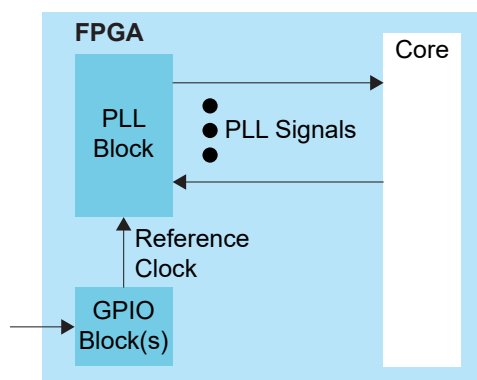 FPGA
Core
PLL
Block
PLL Signals
Reference
Clock
GPIO
Block(s)